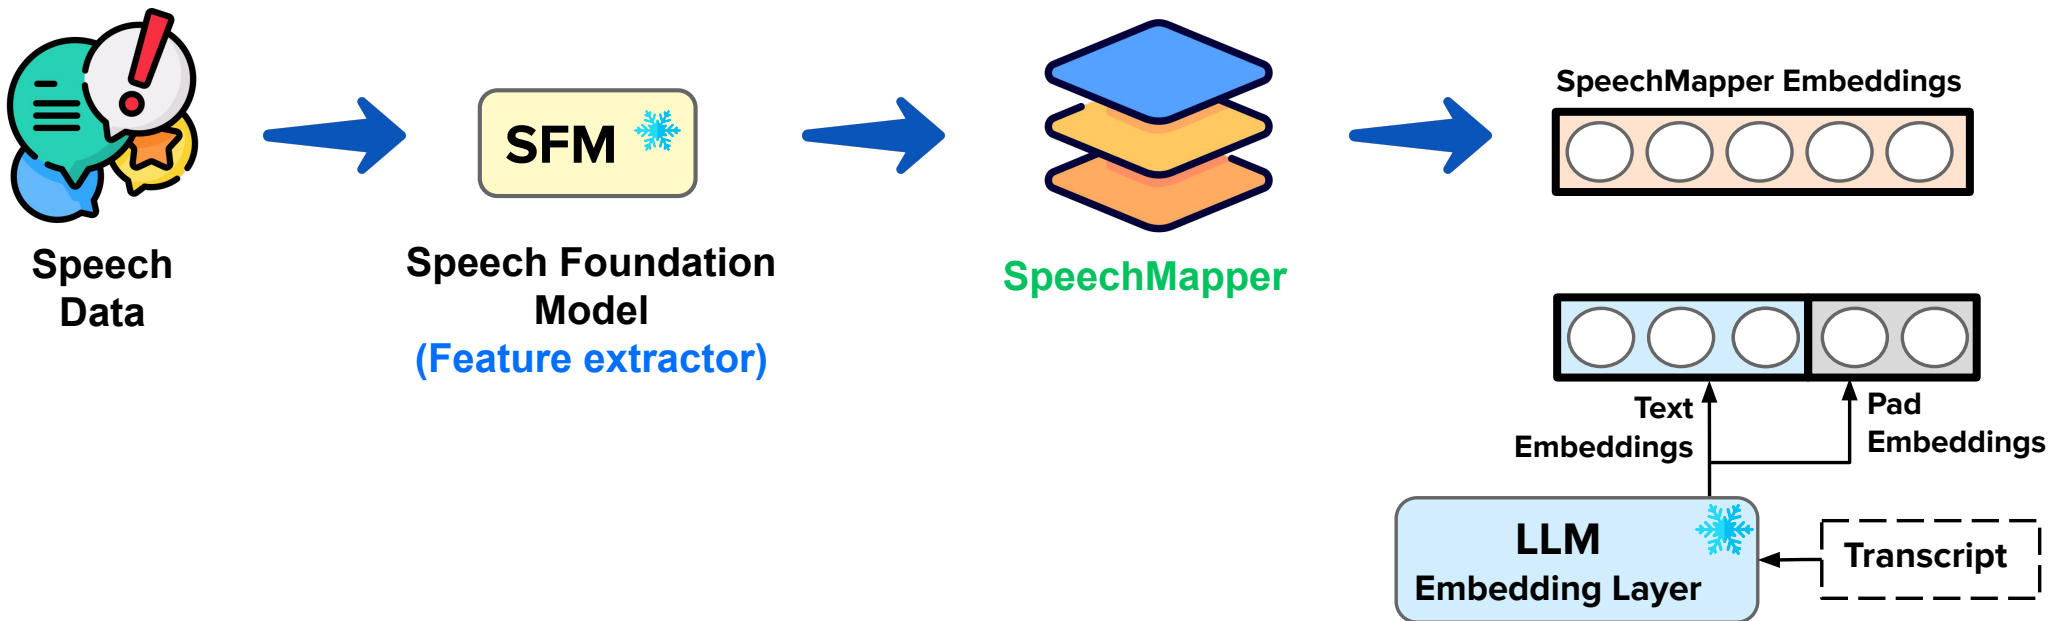 Speech
Data
SFM
Speech Foundation
Model
(Feature extractor)
SpeechMapper
SpeechMapper Embeddings
Text
Embeddings
Pad
Embeddings
LLM
Embedding Layer
Transcript